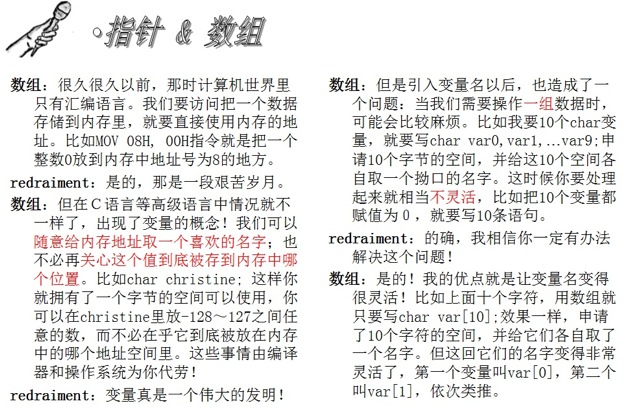 •指针 & 数组
数组：很久很久以前，那时计算机世界里
只有汇编语言。我们要访问把一个数据
存储到内存里，就要直接使用内存的地
址。比如MOV 08H, 00H指令就是把一个
整数0放到内存中地址号为8的地方。
redraiment：是的，那是一段艰苦岁月。
数组：但在Ｃ语言等高级语言中情况就不
一样了，出现了变量的概念！我们可以
随意给内存地址取一个喜欢的名字；也
不必再关心这个值到底被存到内存中哪
个位置。比如char christine; 这样你
就拥有了一个字节的空间可以使用，你
可以在christine里放-128～127之间任
意的数，而不必在乎它到底被放在内存
中的哪个地址空间里。这些事情由编译
器和操作系统为你代劳！
redraiment：变量真是一个伟大的发明！
数组：但是引入变量名以后，也造成了一
个问题：当我们需要操作一组数据时，
可能会比较麻烦。比如我要10个char变
量，就要写char var0,var1,…var9;申
请10个字节的空间，并给这10个空间各
自取一个拗口的名字。这时候你要处理
起来就相当不灵活，比如把10个变量都
赋值为０，就要写10条语句。
redraiment：的确，我相信你一定有办法
解决这个问题！
数组：是的！我的优点就是让变量名变得
很灵活！比如上面十个字符，用数组就
只要写char var[10];效果一样，申请
了10个字符的空间，并给它们各自取了
一个名字。但这回它们的名字变得非常
灵活了，第一个变量叫var[0]，第二个
叫var[1]，依次类推。